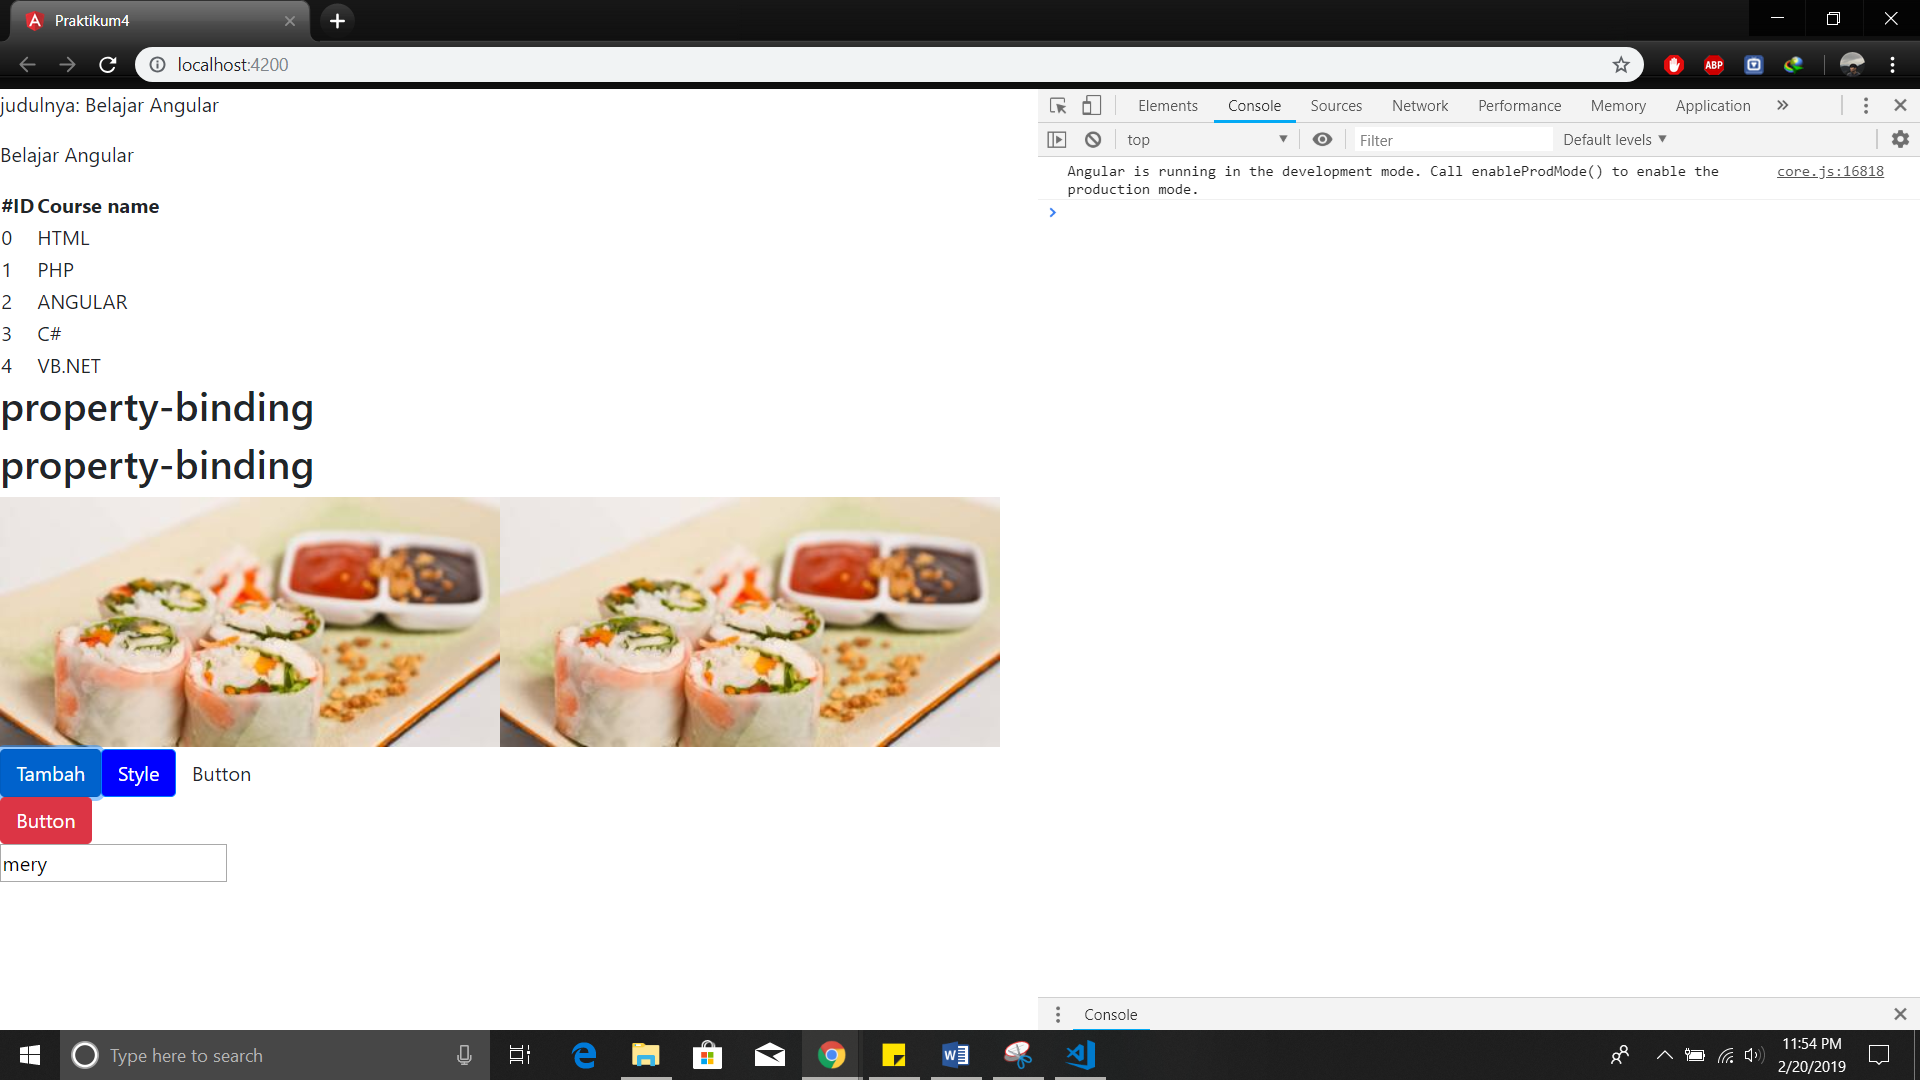 Praktikum4
localhost:4200
ABP
judulnya: Belajar Angular
Belajar Angular
#ID Course name
0 HTML
1 PHP
2 ANGULAR
3 C#
4 VB.NET
property-binding
property-binding
Tambah Style Button
Button
mery
Elements Console Sources Network Performance Memory Application
top Filter Default levels
Angular is running in the development mode. Call enableProdMode() to enable the core.js:16818
production mode.
Console
Type here to search
11:54 PM
2/20/2019